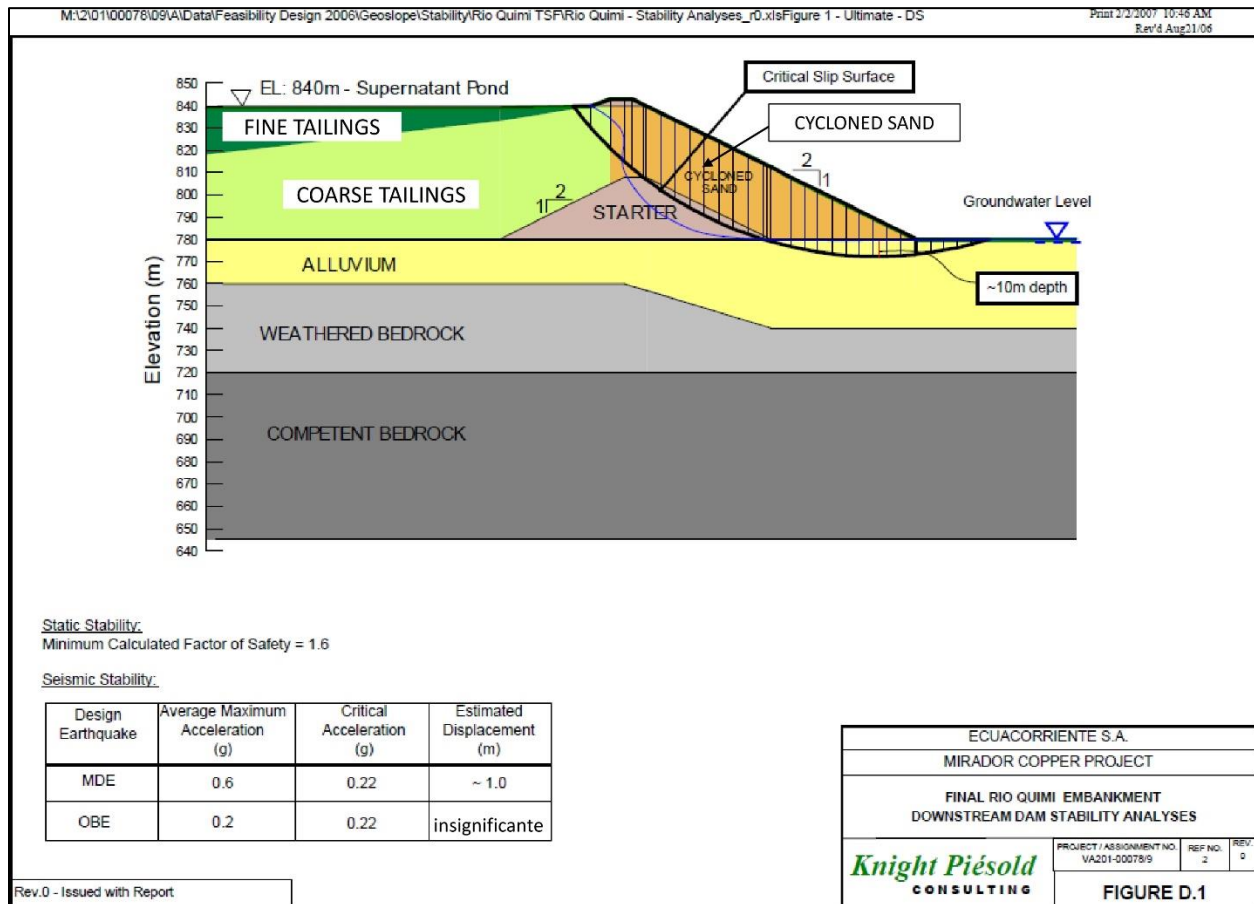 M:\2\01\00078\09\A\Data\Feasibility Design 2006\Geoslope\Stability\Rio Quimi TSF\Rio Quimi - Stability Analyses_r0.xlsFigure 1 - Ultimate - DS
Print 2/2/2007 10:46 AM
Rev'd Aug21/06
Critical Slip Surface
CYCLONED SAND
EL: 840m - Supernatant Pond
FINE TAILINGS
COARSE TAILINGS
CYCLONED
SAND
2
1
1
2
STARTER
Groundwater Level
ALLUVIUM
~10m depth
WEATHERED BEDROCK
COMPETENT BEDROCK
Elevation (m)
850
840
830
820
810
800
790
780
770
760
750
740
730
720
710
700
690
680
670
660
650
640
Static Stability:
Minimum Calculated Factor of Safety = 1.6
Seismic Stability:
Design Earthquake | Average Maximum Acceleration (g) | Critical Acceleration (g) | Estimated Displacement (m)
MDE 0.6 0.22 ~ 1.0
OBE 0.2 0.22 insignificante
Rev.0 - Issued with Report
ECUACORRIENTE S.A.
MIRADOR COPPER PROJECT
FINAL RIO QUIMI EMBANKMENT
DOWNSTREAM DAM STABILITY ANALYSES
Knight Piésold
CONSULTING
PROJECT / ASSIGNMENT NO.
VA201-00078/9
REF NO.
2
REV.
0
FIGURE D.1